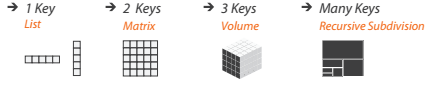 → 1 Key
List
→ 2 Keys
Matrix
→ 3 Keys
Volume
→ Many Keys
Recursive Subdivision